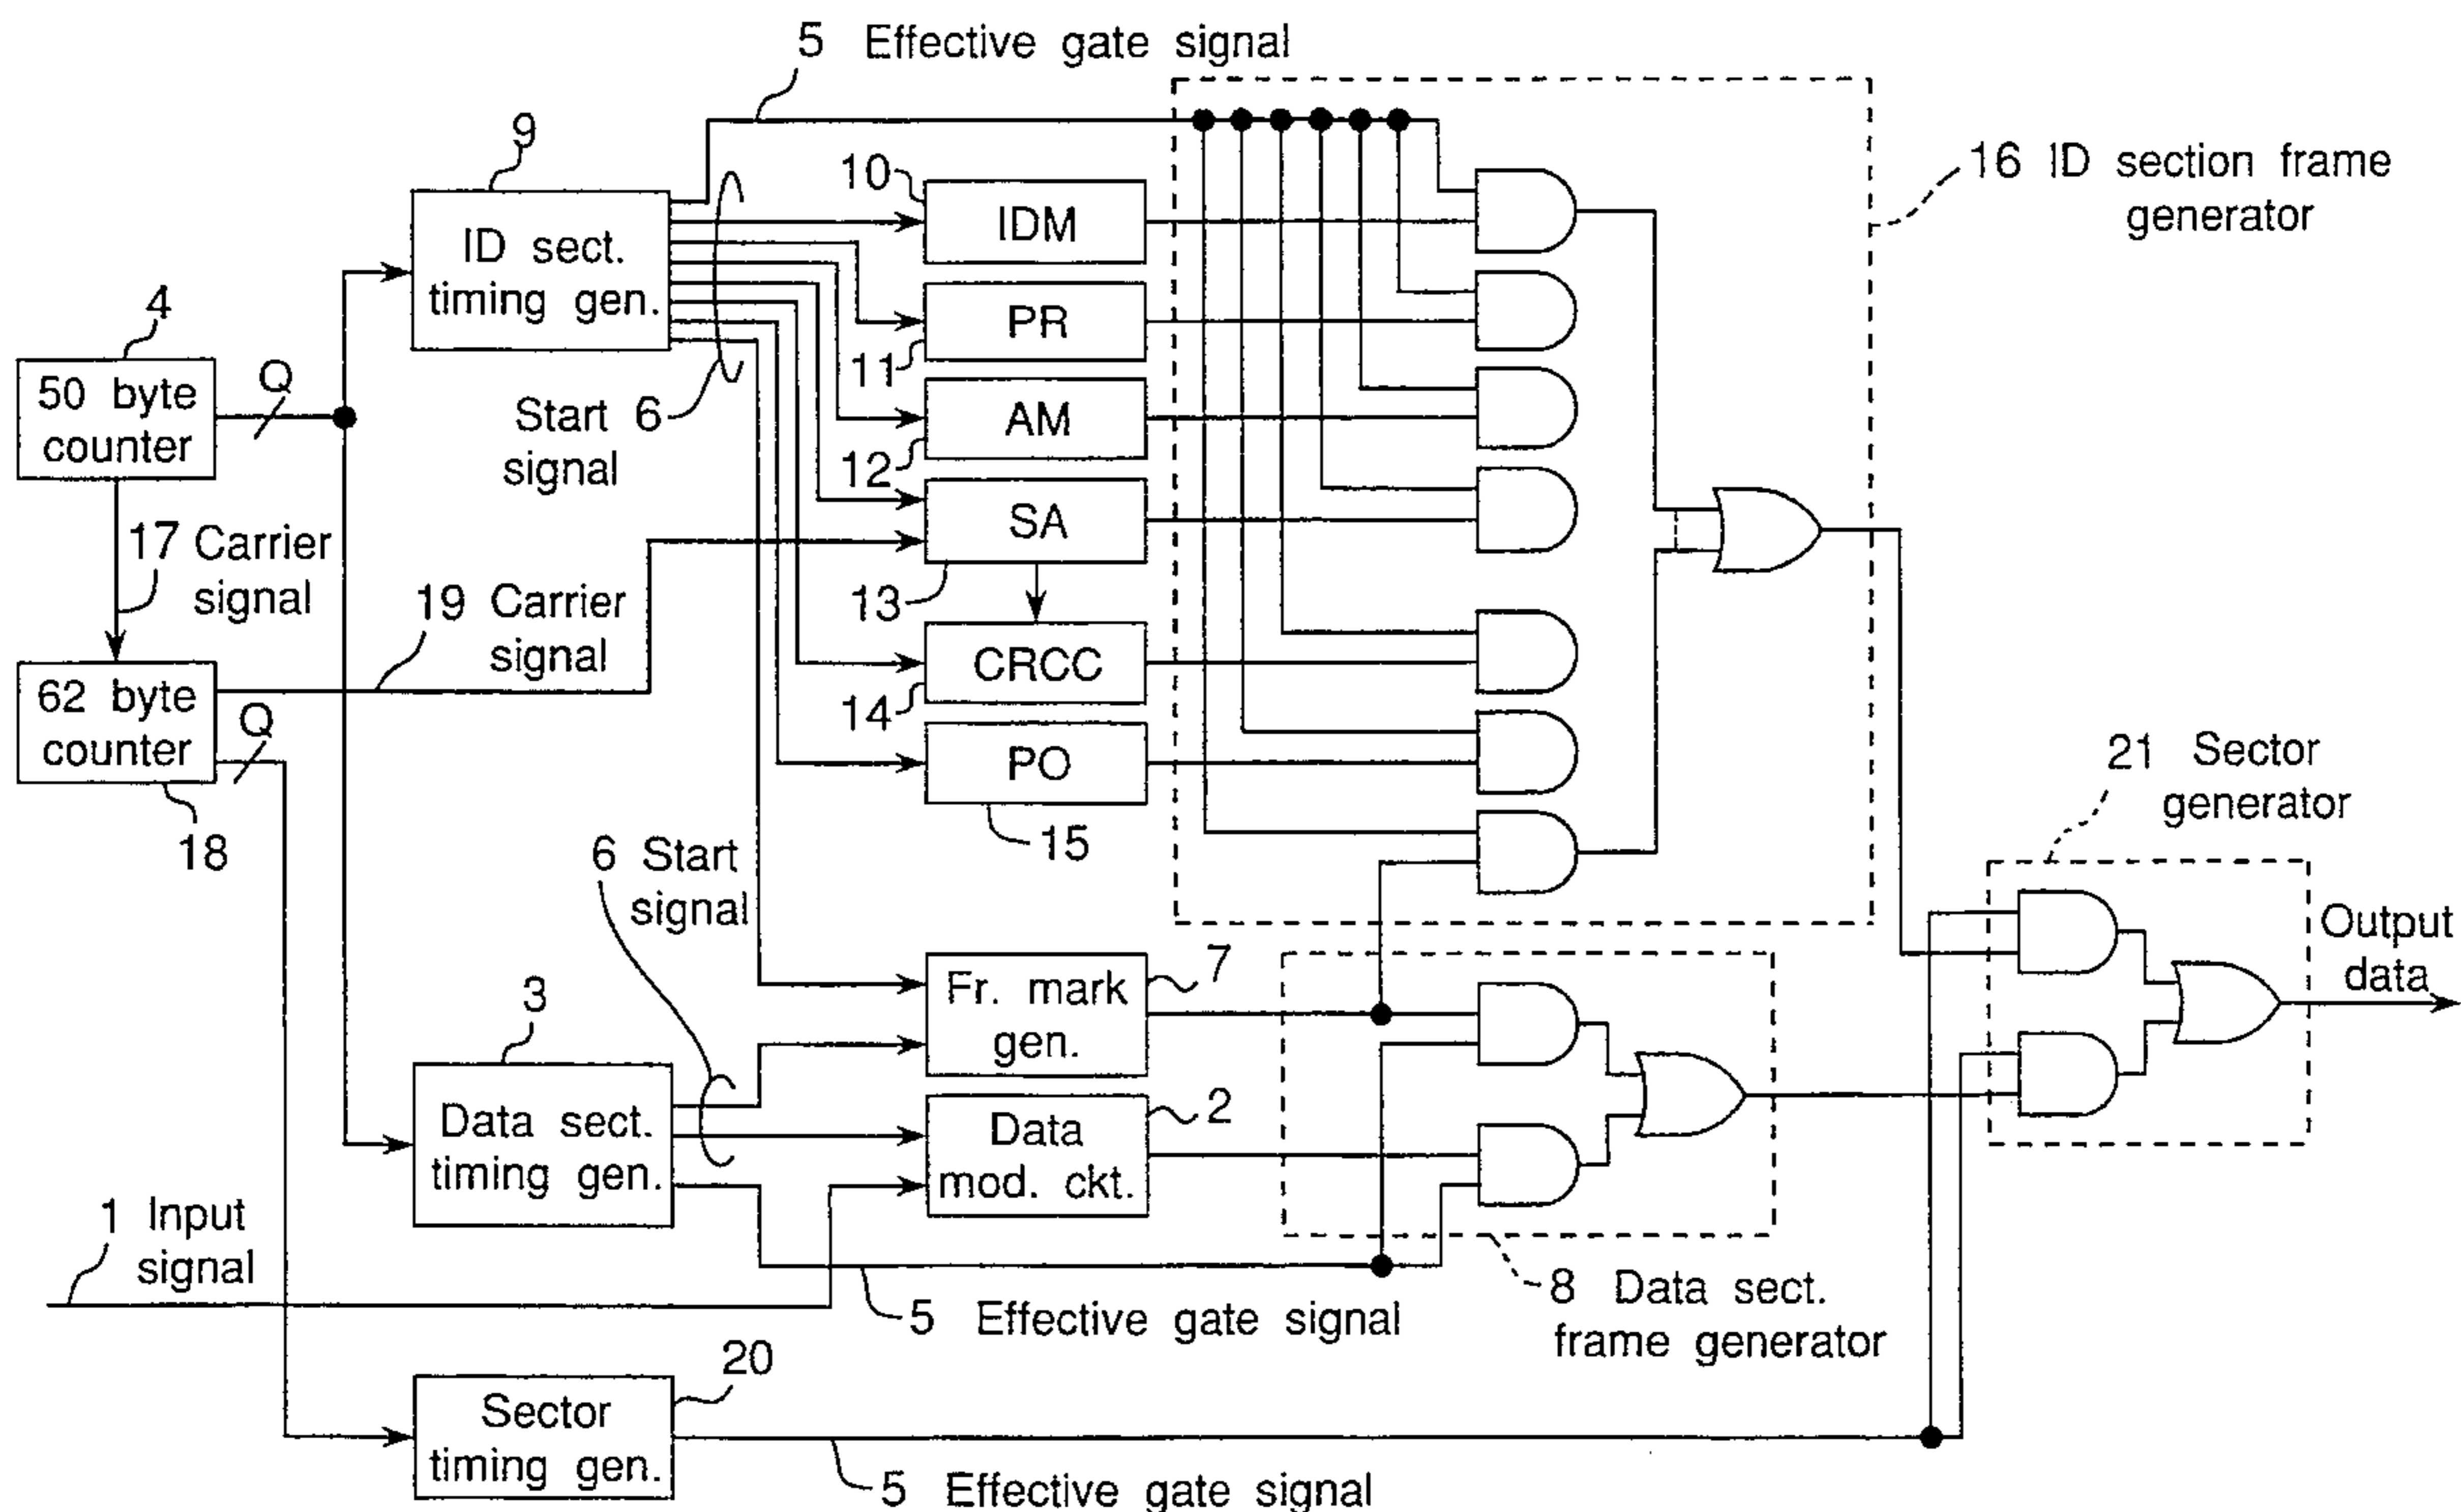 5 Effective gate signal
9
ID sect.
timing gen.
10
IDM
16 ID section frame
generator
4
50 byte
counter
Q
PR
11
Start 6
signal
AM
12
17 Carrier
signal
SA
13
19 Carrier
signal
CRCC
14
62 byte
counter
Q
18
PO
15
21 Sector
generator
6 Start
signal
Output
data
Fr. mark
gen.
7
3
Data sect.
timing gen.
Data
mod. ckt.
2
1 Input
signal
5 Effective gate signal
8 Data sect.
frame generator
20
Sector
timing gen.
5 Effective gate signal